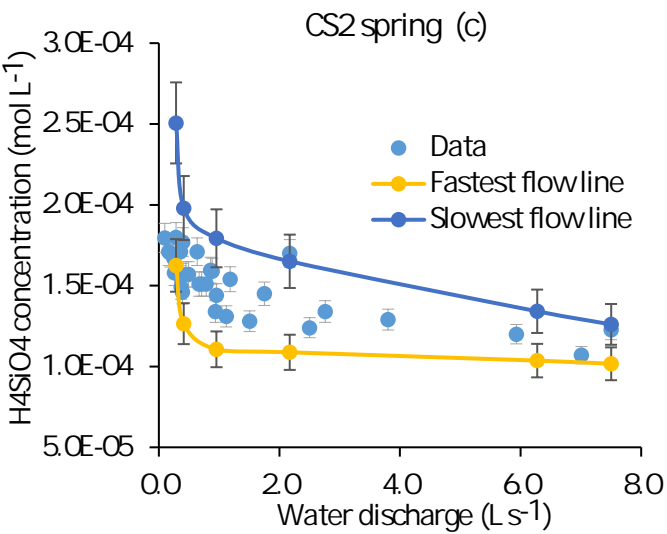 CS2 spring (c)
H4SiO4 concentration (mol L-1)
3.0E-04
2.5E-04
2.0E-04
1.5E-04
1.0E-04
5.0E-05
Data
Fastest flow line
Slowest flow line
0.0 2.0 4.0 6.0 8.0
Water discharge (L s-1)